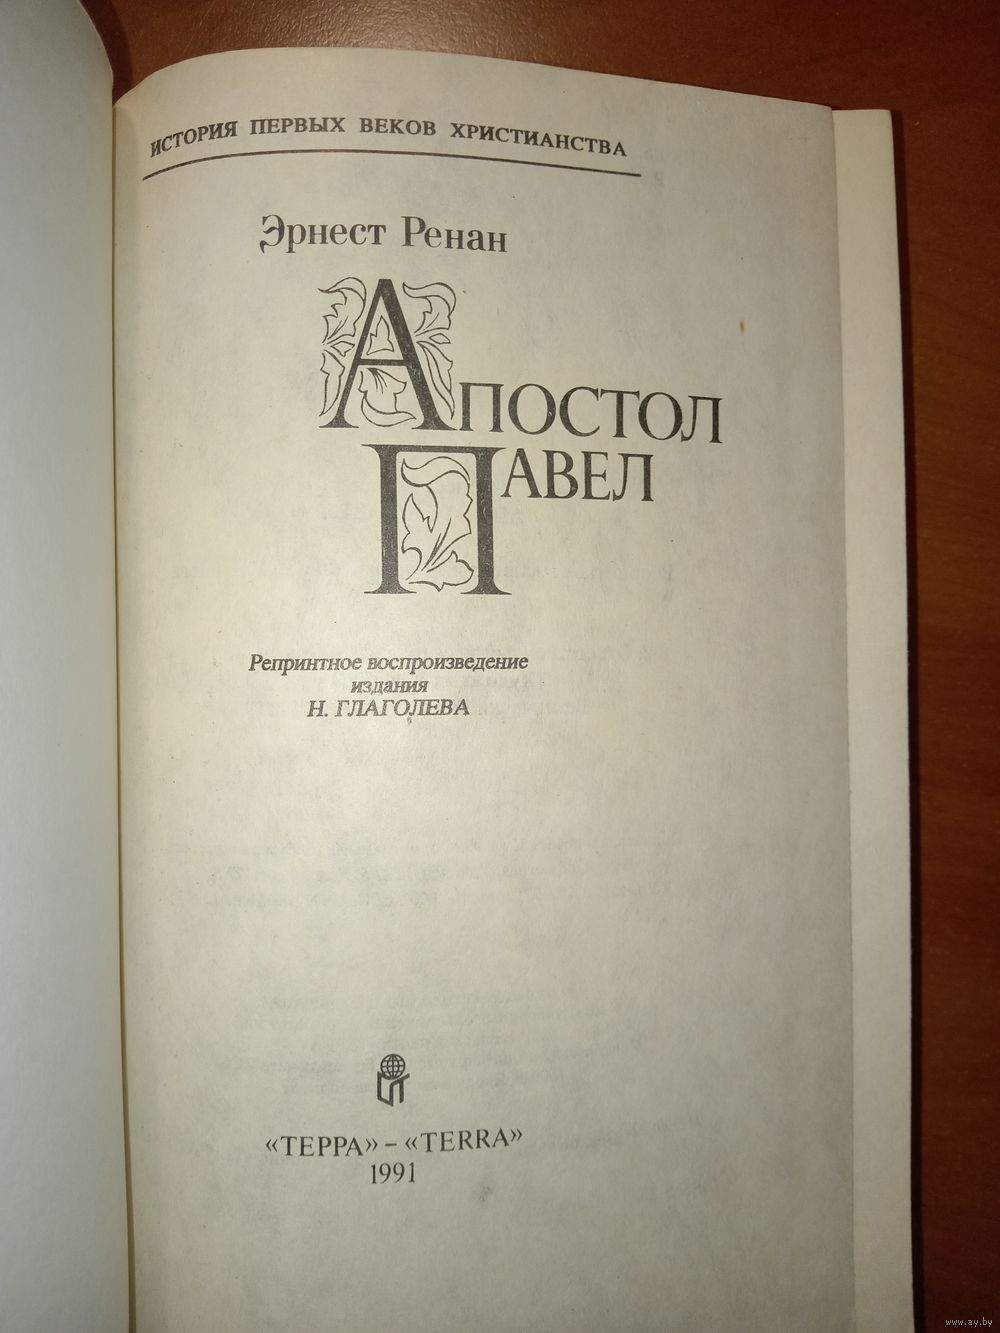 ИСТОРИЯ ПЕРВЫХ ВЕКОВ ХРИСТИАНСТВА
Эрнест Ренан
АПОСТОЛ
ПАВЕЛ
Репринтное воспроизведение
издания
Н. ГЛАГОЛЕВА
«ТЕРРА» – «TERRA»
1991
www.ay.by